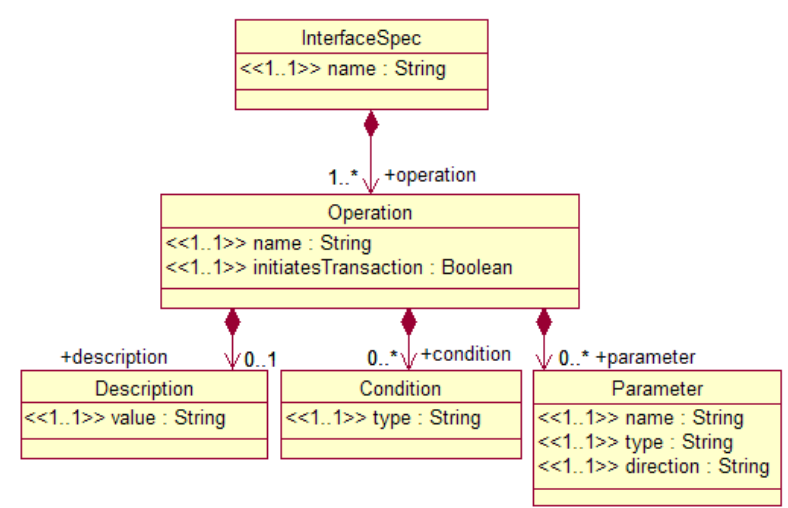 InterfaceSpec
<<1..1>> name : String
1..* +operation
Operation
<<1..1>> name : String
<<1..1>> initiatesTransaction : Boolean
+description 0..1
0..* +condition
0..* +parameter
Description
<<1..1>> value : String
Condition
<<1..1>> type : String
Parameter
<<1..1>> name : String
<<1..1>> type : String
<<1..1>> direction : String